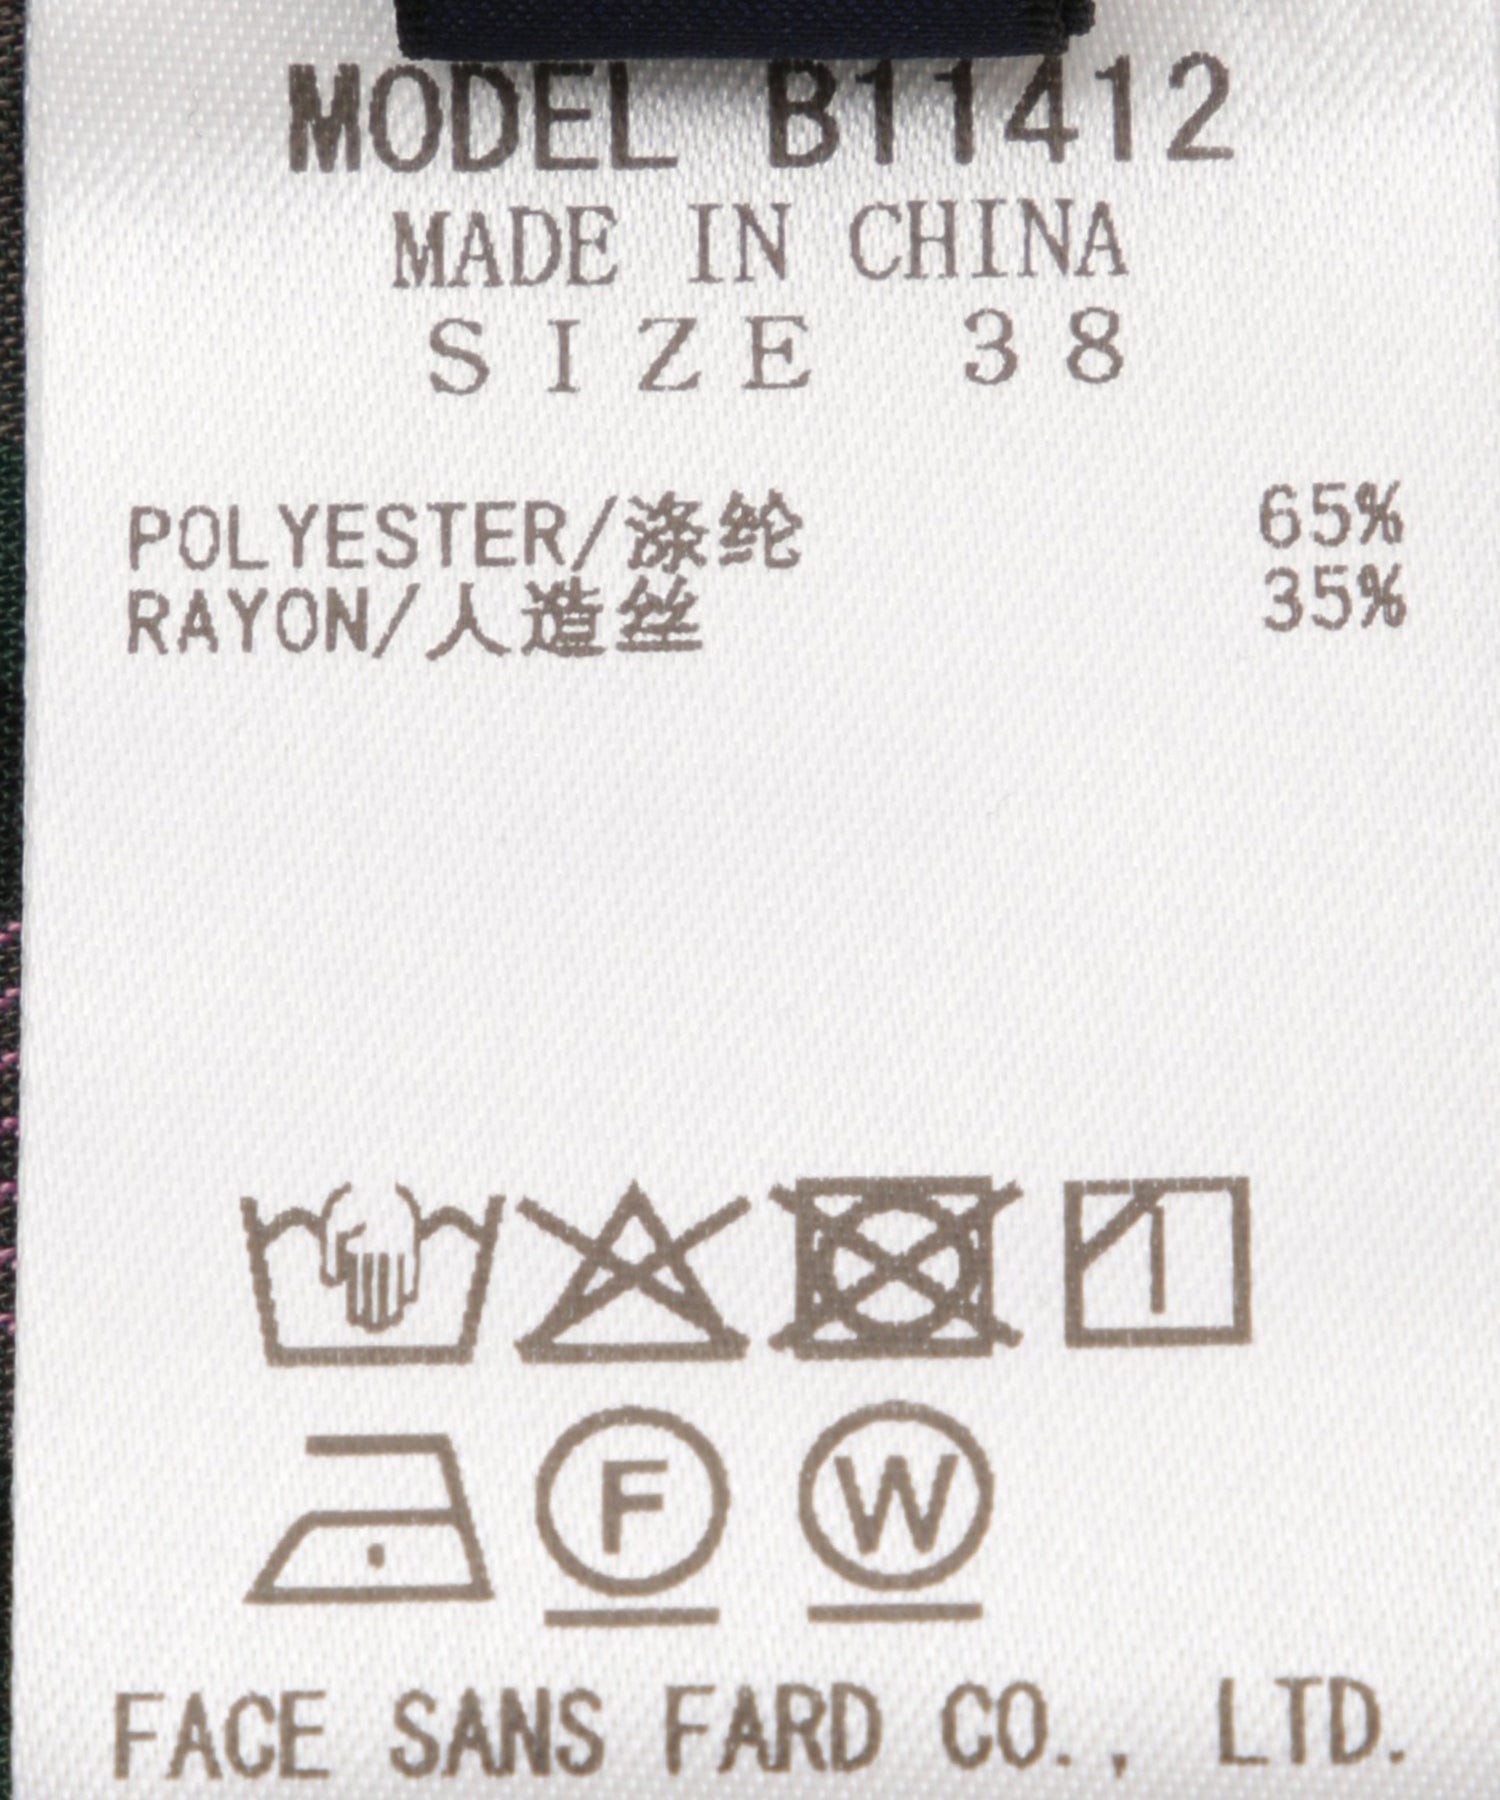 MODEL B11412
MADE IN CHINA
SIZE 38
POLYESTER/涤纶 65%
RAYON/人造丝 35%
F W
FACE SANS FARD CO., LTD.